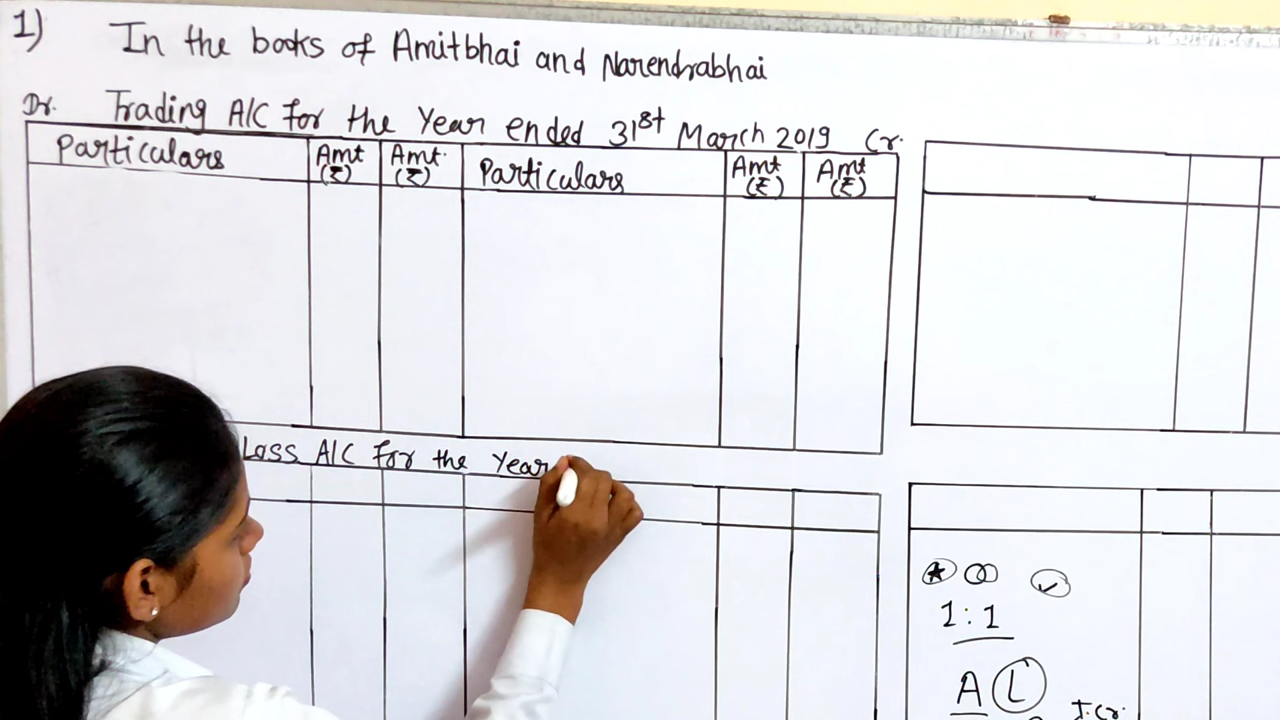 1)
In the books of Amitbhai and Narendrabhai
Dr. Trading A/C for the Year ended 31st March 2019 Cr.
Particulars Amt (₹) Amt. (₹) Particulars Amt (₹) Amt (₹)
Loss A/C for the Year
1:1
A L
I.Cr.